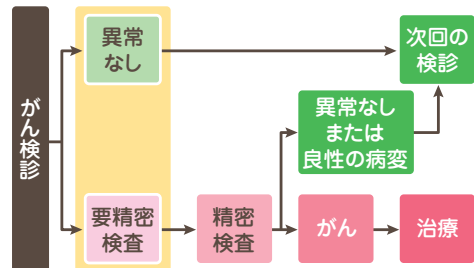 がん検診
異常
なし
次回の
検診
異常なし
または
良性の病変
要精密
検査
精密
検査
がん
治療